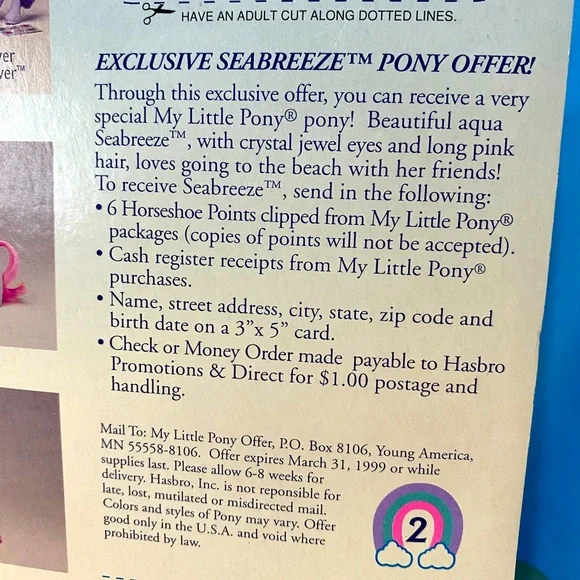 HAVE AN ADULT CUT ALONG DOTTED LINES.
ver
ver™
EXCLUSIVE SEABREEZE™ PONY OFFER!
Through this exclusive offer, you can receive a very
special My Little Pony® pony! Beautiful aqua
Seabreeze™, with crystal jewel eyes and long pink
hair, loves going to the beach with her friends!
To receive Seabreeze™, send in the following:
• 6 Horseshoe Points clipped from My Little Pony®
packages (copies of points will not be accepted).
• Cash register receipts from My Little Pony®
purchases.
• Name, street address, city, state, zip code and
birth date on a 3”x 5” card.
• Check or Money Order made payable to Hasbro
Promotions & Direct for $1.00 postage and
handling.
Mail To: My Little Pony Offer, P.O. Box 8106, Young America,
MN 55558-8106. Offer expires March 31, 1999 or while
supplies last. Please allow 6-8 weeks for
delivery. Hasbro, Inc. is not reponsible for
late, lost, mutilated or misdirected mail.
Colors and styles of Pony may vary. Offer
good only in the U.S.A. and void where
prohibited by law.
2